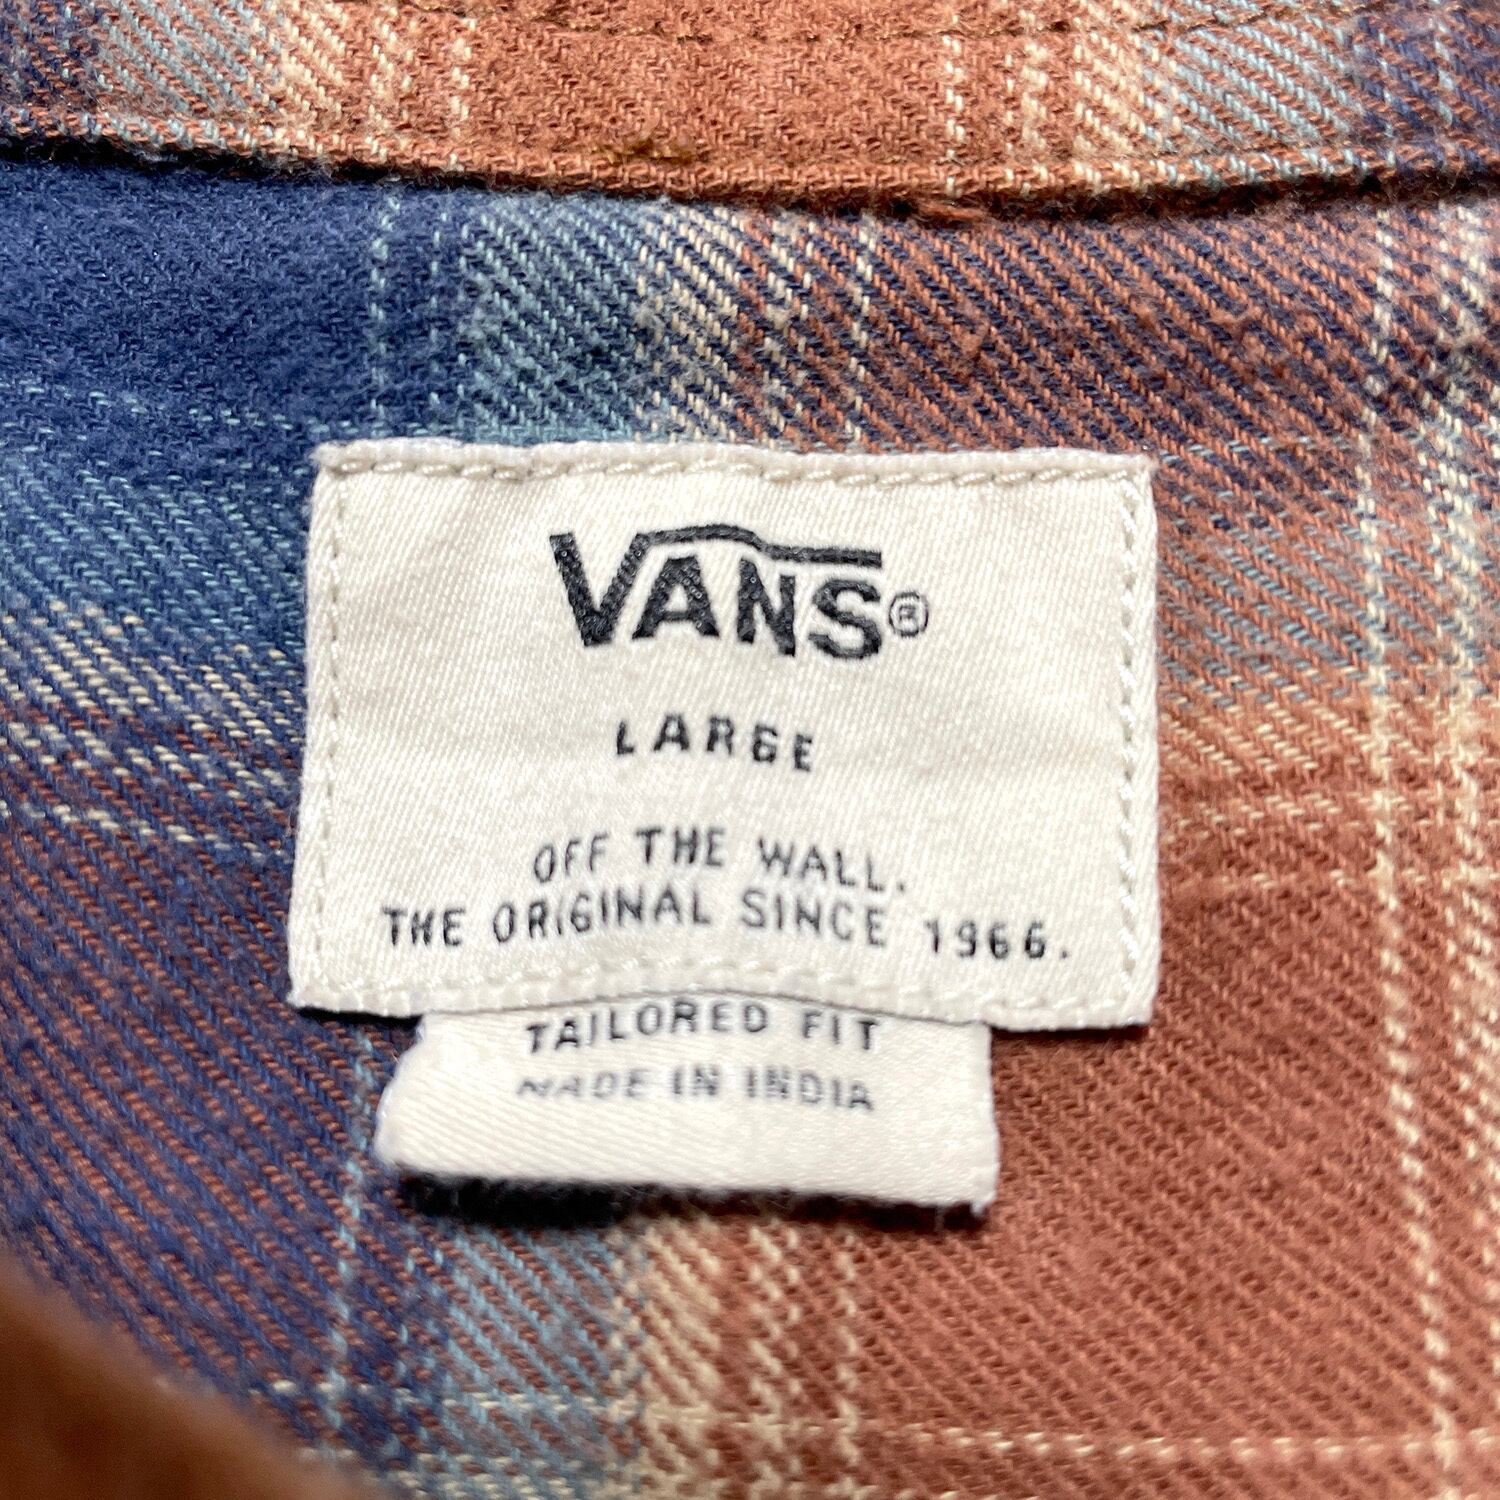 VANS®
LARGE
OFF THE WALL.
THE ORIGINAL SINCE 1966.
TAILORED FIT
MADE IN INDIA